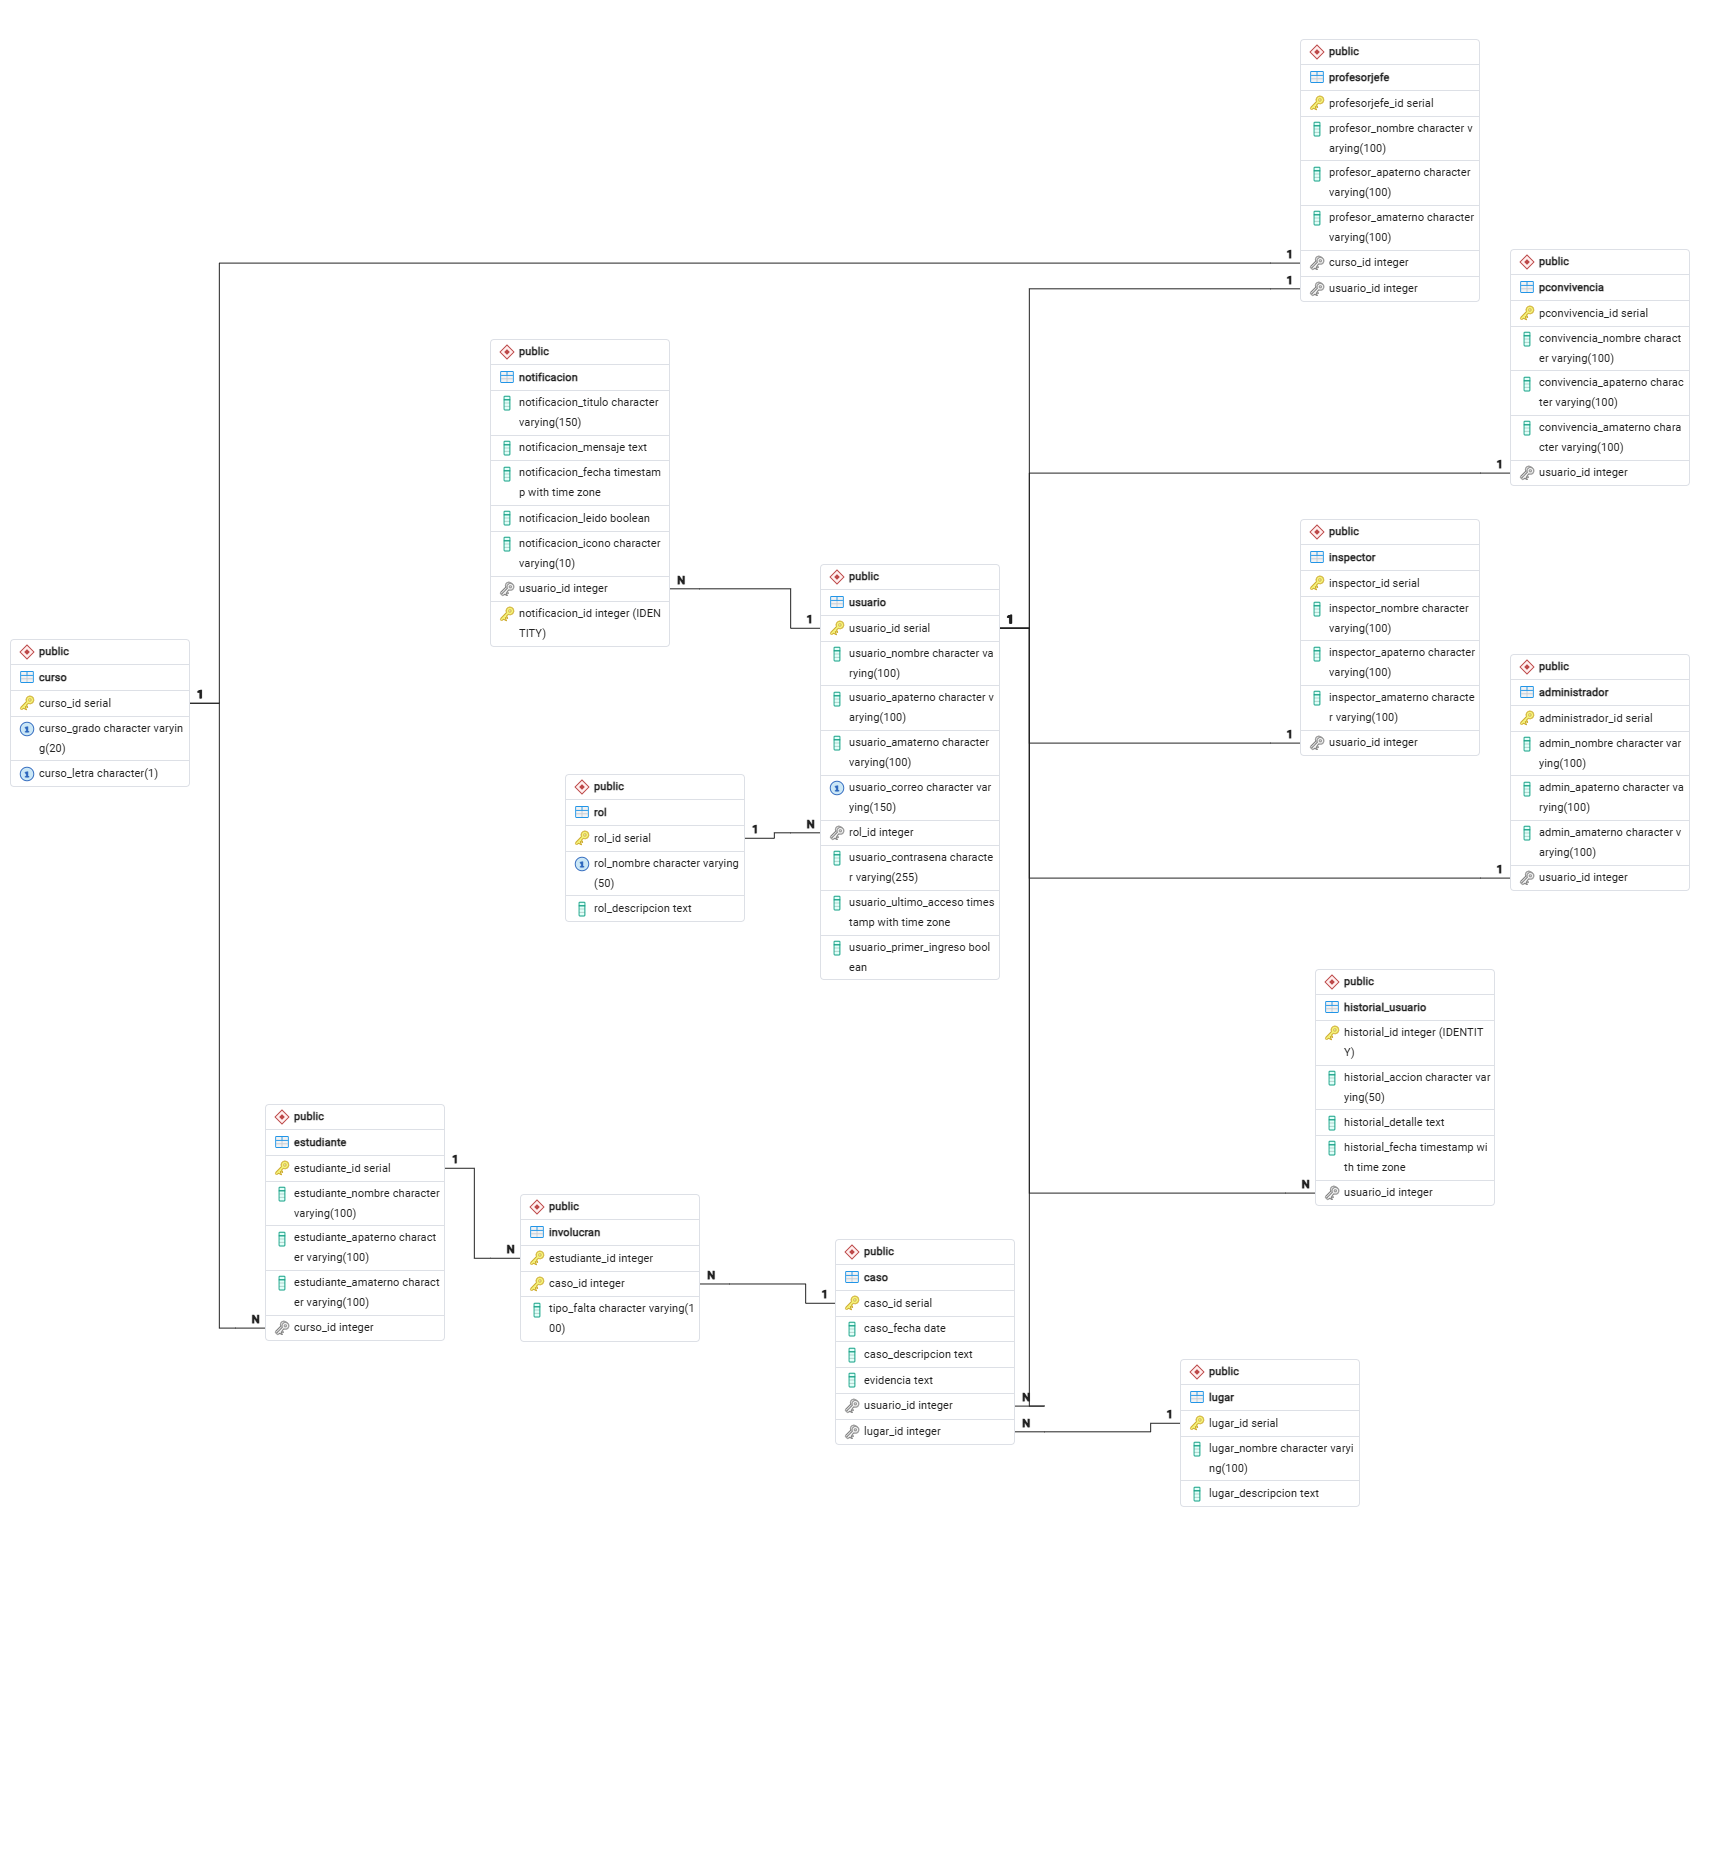 public
profesorjefe
profesorjefe_id serial
profesor_nombre character v
arying(100)
profesor_apaterno character
varying(100)
profesor_amaterno character
varying(100)
1
curso_id integer
1
usuario_id integer
public
pconvivencia
pconvivencia_id serial
convivencia_nombre charact
er varying(100)
convivencia_apaterno charac
ter varying(100)
convivencia_amaterno chara
cter varying(100)
1
usuario_id integer
public
notificacion
notificacion_titulo character
varying(150)
notificacion_mensaje text
notificacion_fecha timestam
p with time zone
notificacion_leido boolean
notificacion_icono character
varying(10)
usuario_id integer
N
notificacion_id integer (IDEN
TITY)
public
inspector
inspector_id serial
inspector_nombre character
varying(100)
inspector_apaterno character
varying(100)
inspector_amaterno characte
r varying(100)
1
usuario_id integer
public
usuario
1
usuario_id serial
1
usuario_nombre character va
rying(100)
usuario_apaterno character v
arying(100)
usuario_amaterno character
varying(100)
1
usuario_correo character var
ying(150)
N
rol_id integer
usuario_contrasena characte
r varying(255)
usuario_ultimo_acceso times
tamp with time zone
usuario_primer_ingreso bool
ean
public
curso
curso_id serial
1
1
curso_grado character varyin
g(20)
1
curso_letra character(1)
public
administrador
administrador_id serial
admin_nombre character var
ying(100)
admin_apaterno character va
rying(100)
admin_amaterno character v
arying(100)
1
usuario_id integer
public
rol
rol_id serial
1
1
rol_nombre character varying
(50)
rol_descripcion text
public
historial_usuario
historial_id integer (IDENTIT
Y)
historial_accion character var
ying(50)
historial_detalle text
historial_fecha timestamp wi
th time zone
N
usuario_id integer
public
estudiante
estudiante_id serial
1
estudiante_nombre character
varying(100)
estudiante_apaterno charact
er varying(100)
estudiante_amaterno charact
er varying(100)
N
curso_id integer
public
involucran
N
estudiante_id integer
caso_id integer
N
tipo_falta character varying(1
00)
public
caso
1
caso_id serial
caso_fecha date
caso_descripcion text
evidencia text
usuario_id integer
N
lugar_id integer
N
public
lugar
1
lugar_id serial
lugar_nombre character varyi
ng(100)
lugar_descripcion text